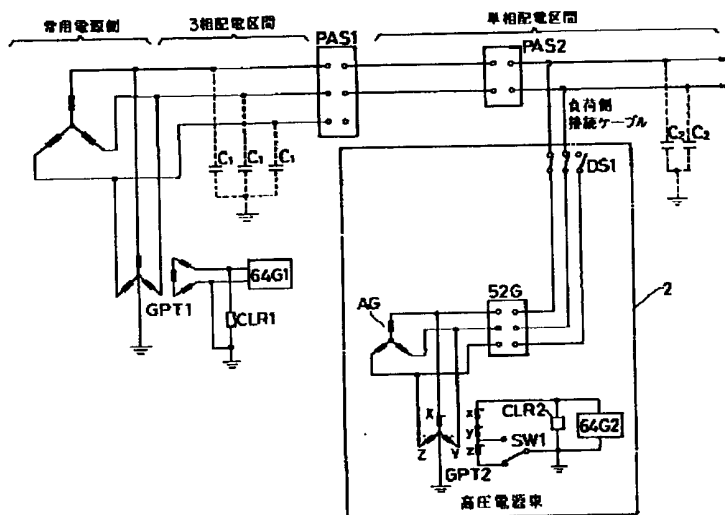 常用電源側
3相配電区間
単相配電区間
PAS1
PAS2
負荷側
接続ケーブル
C₁
C₁
C₁
C₂
C₂
DS1
64G1
GPT1
CLR1
AG
52G
2
X
Z
Y
x
y
z
CLR2
64G2
SW1
GPT2
高圧電源車